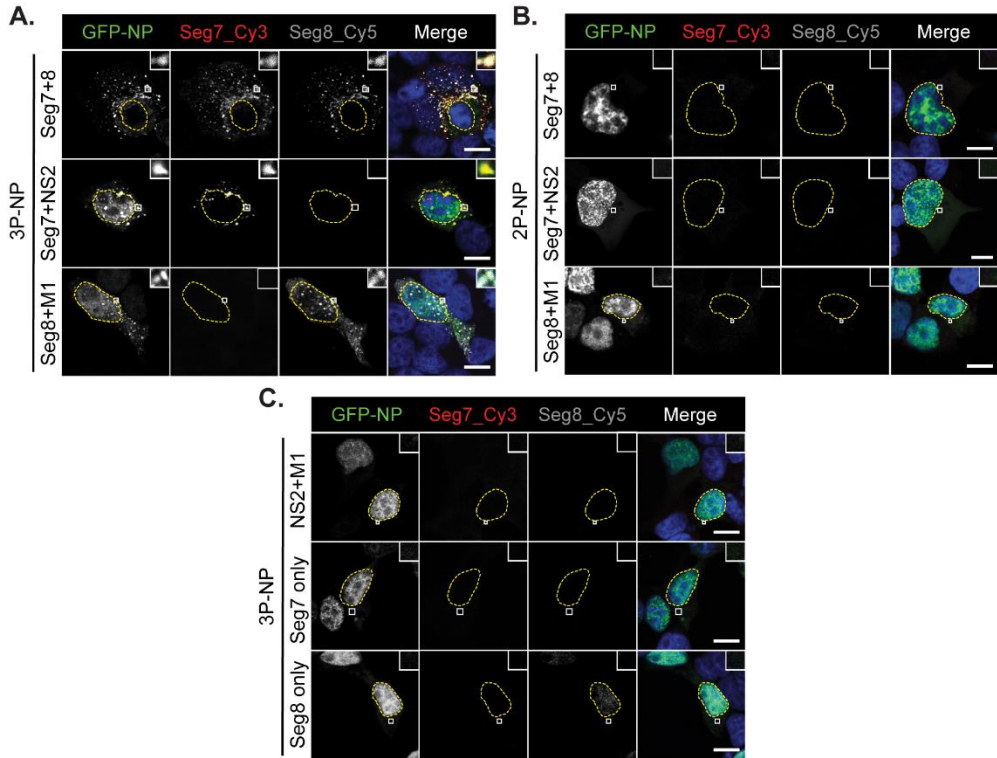 A.
GFP-NP Seg7_Cy3 Seg8_Cy5 Merge
3P-NP
Seg7+8
Seg7+NS2
Seg8+M1
B.
GFP-NP Seg7_Cy3 Seg8_Cy5 Merge
2P-NP
Seg7+8
Seg7+NS2
Seg8+M1
C.
GFP-NP Seg7_Cy3 Seg8_Cy5 Merge
3P-NP
NS2+M1
Seg7 only
Seg8 only